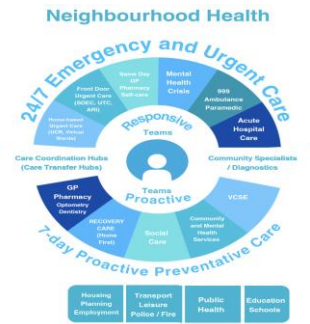 Neighbourhood Health
24/7 Emergency and Urgent Care
Home-based
Urgent Care
(UCR, Virtual
Wards)
Front Door
Urgent Care
(SDEC, UTC,
ARI)
Same Day
GP
Pharmacy
Self-care
Mental
Health
Crisis
999
Ambulance
Paramedic
Acute
Hospital
Care
Responsive
Teams
Care Coordination Hubs
(Care Transfer Hubs)
Community Specialists
/ Diagnostics
Teams
Proactive
GP
Pharmacy
Optometry
Dentistry
RECOVERY
CARE
(Home
First)
Social
Care
Community
and Mental
Health
Services
VCSE
7-day Proactive Preventative Care
Housing
Planning
Employment
Transport
Leisure
Police / Fire
Public
Health
Education
Schools